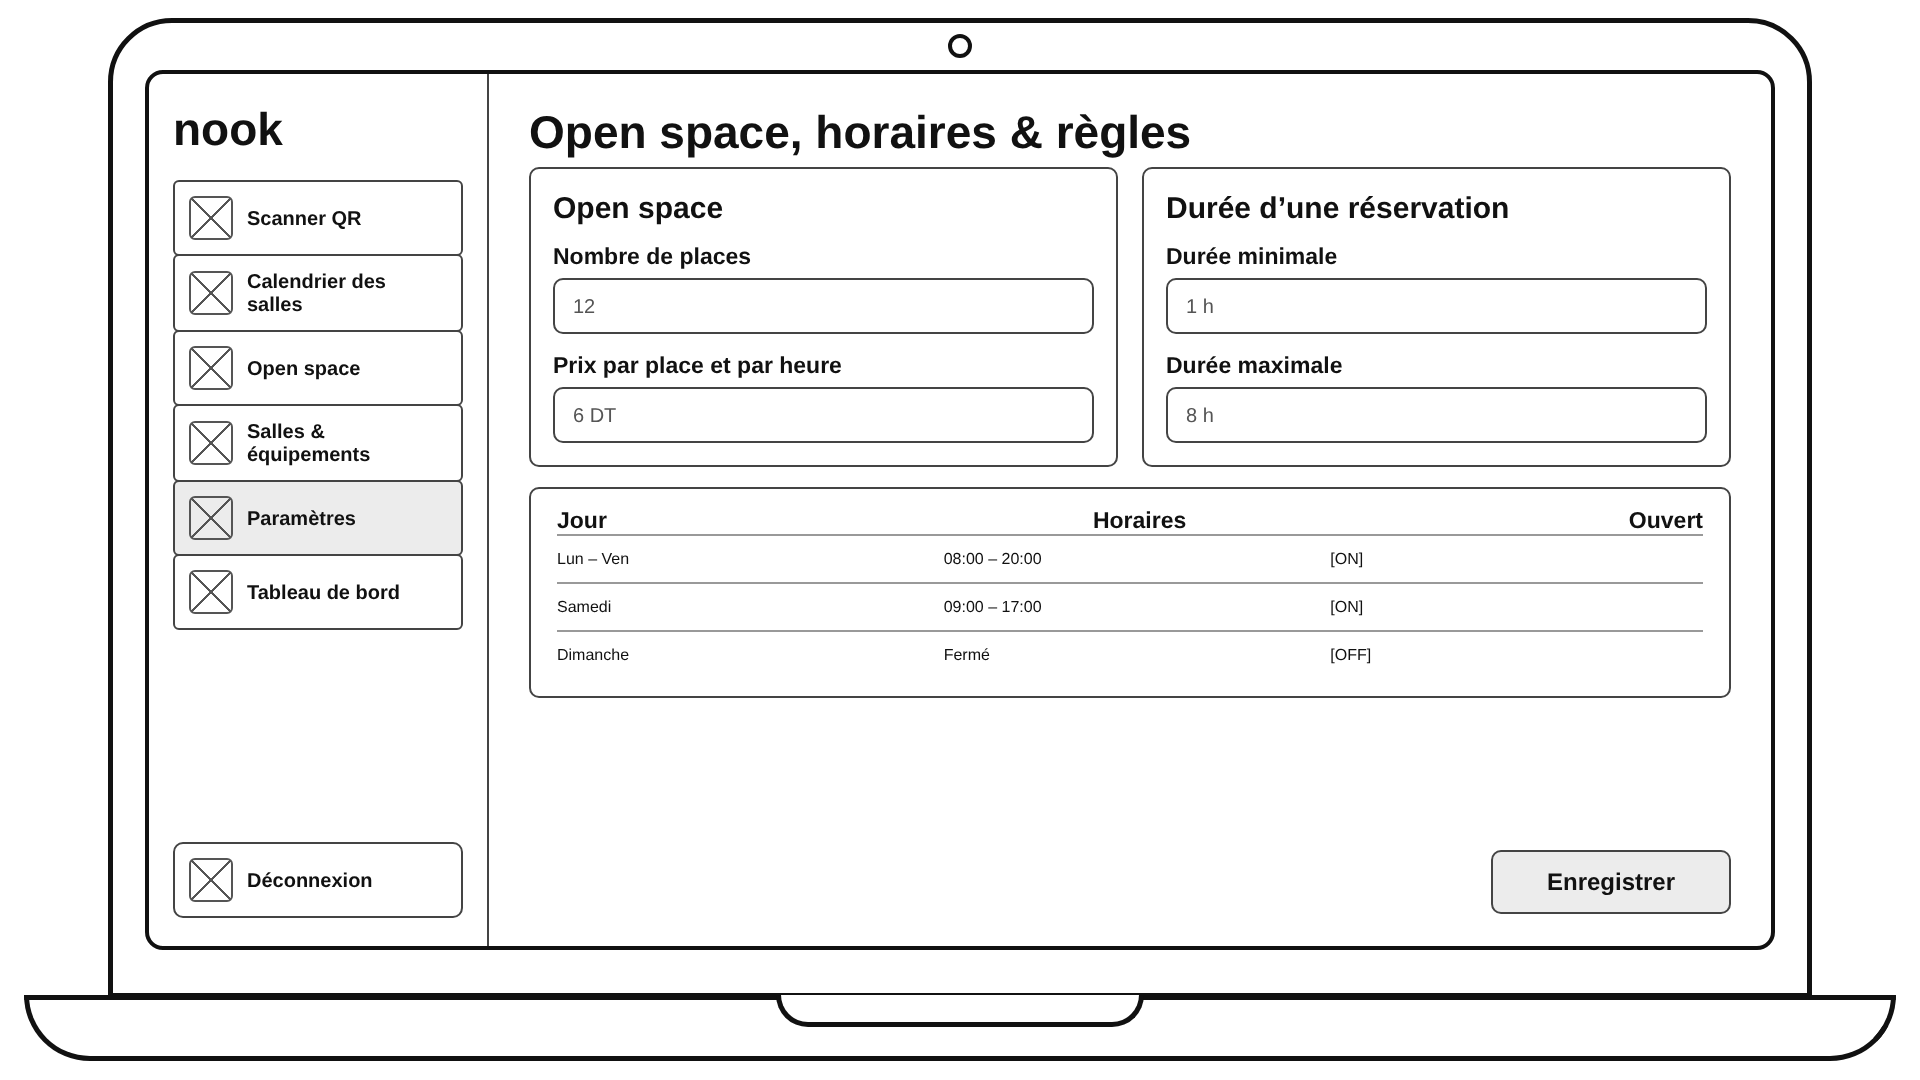 nook
Scanner QR
Calendrier des
salles
Open space
Salles &
équipements
Paramètres
Tableau de bord
Déconnexion
Open space, horaires & règles
Open space
Nombre de places
12
Prix par place et par heure
6 DT
Durée d’une réservation
Durée minimale
1 h
Durée maximale
8 h
Jour Horaires Ouvert
Lun – Ven 08:00 – 20:00 [ON]
Samedi 09:00 – 17:00 [ON]
Dimanche Fermé [OFF]
Enregistrer